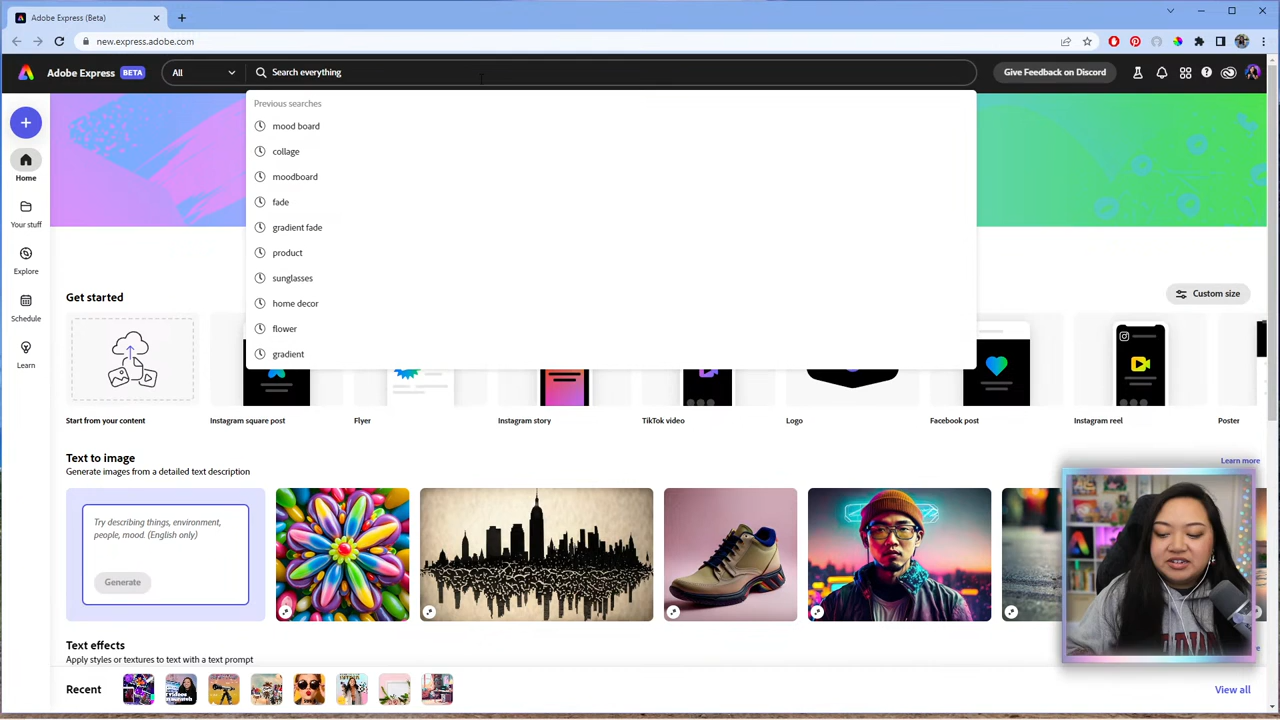 Adobe Express (Beta)
new.express.adobe.com
Adobe Express BETA
All
Search everything
Give Feedback on Discord
Previous searches
mood board
collage
moodboard
fade
gradient fade
product
sunglasses
home decor
flower
gradient
Home
Your stuff
Explore
Schedule
Learn
Get started
Custom size
Start from your content
Instagram square post
Flyer
Instagram story
TikTok video
Logo
Facebook post
Instagram reel
Poster
Text to image
Learn more
Generate images from a detailed text description
Try describing things, environment,
people, mood. (English only)
Generate
Text effects
Apply styles or textures to text with a text prompt
Recent
View all